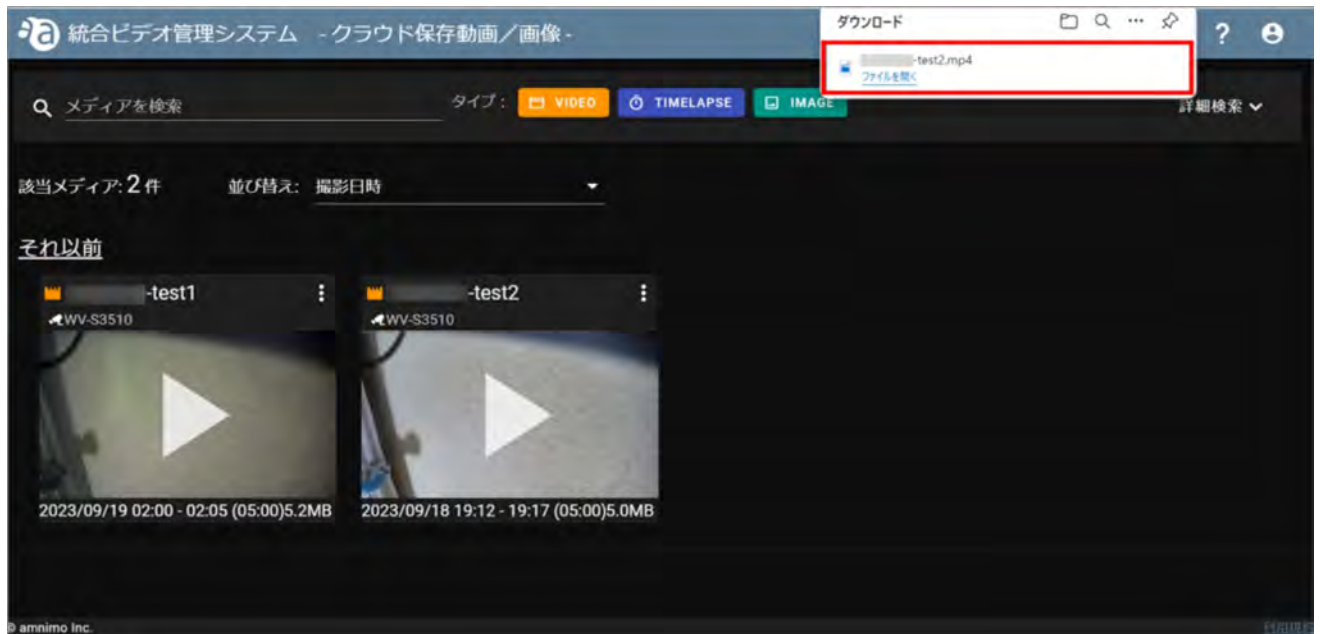 統合ビデオ管理システム - クラウド保存動画／画像 -
ダウンロード
?
-test2.mp4
ファイルを開く
メディアを検索
タイプ : VIDEO TIMELAPSE IMAGE
詳細検索
該当メディア: 2 件 並び替え: 撮影日時
それ以前
-test1
WV-S3510
2023/09/19 02:00 - 02:05 (05:00)5.2MB
-test2
WV-S3510
2023/09/18 19:12 - 19:17 (05:00)5.0MB
© amnimo Inc.
利用規約